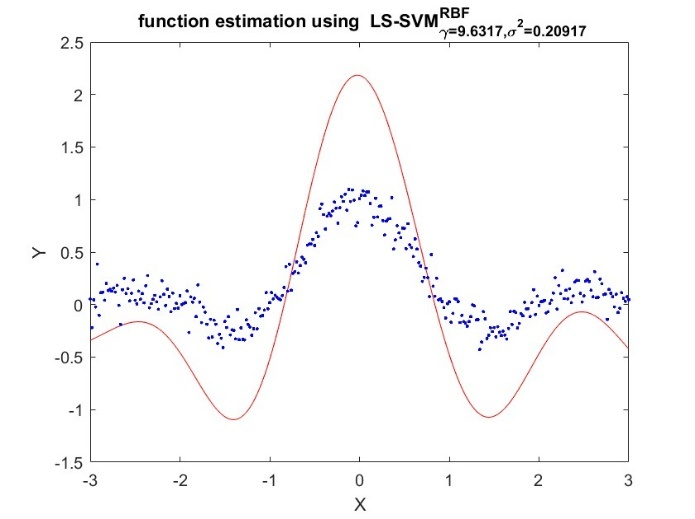 function estimation using LS-SVM RBF γ=9.6317,σ²=0.20917
2.5
2
1.5
1
0.5
0
-0.5
-1
-1.5
Y
-3 -2 -1 0 1 2 3
X